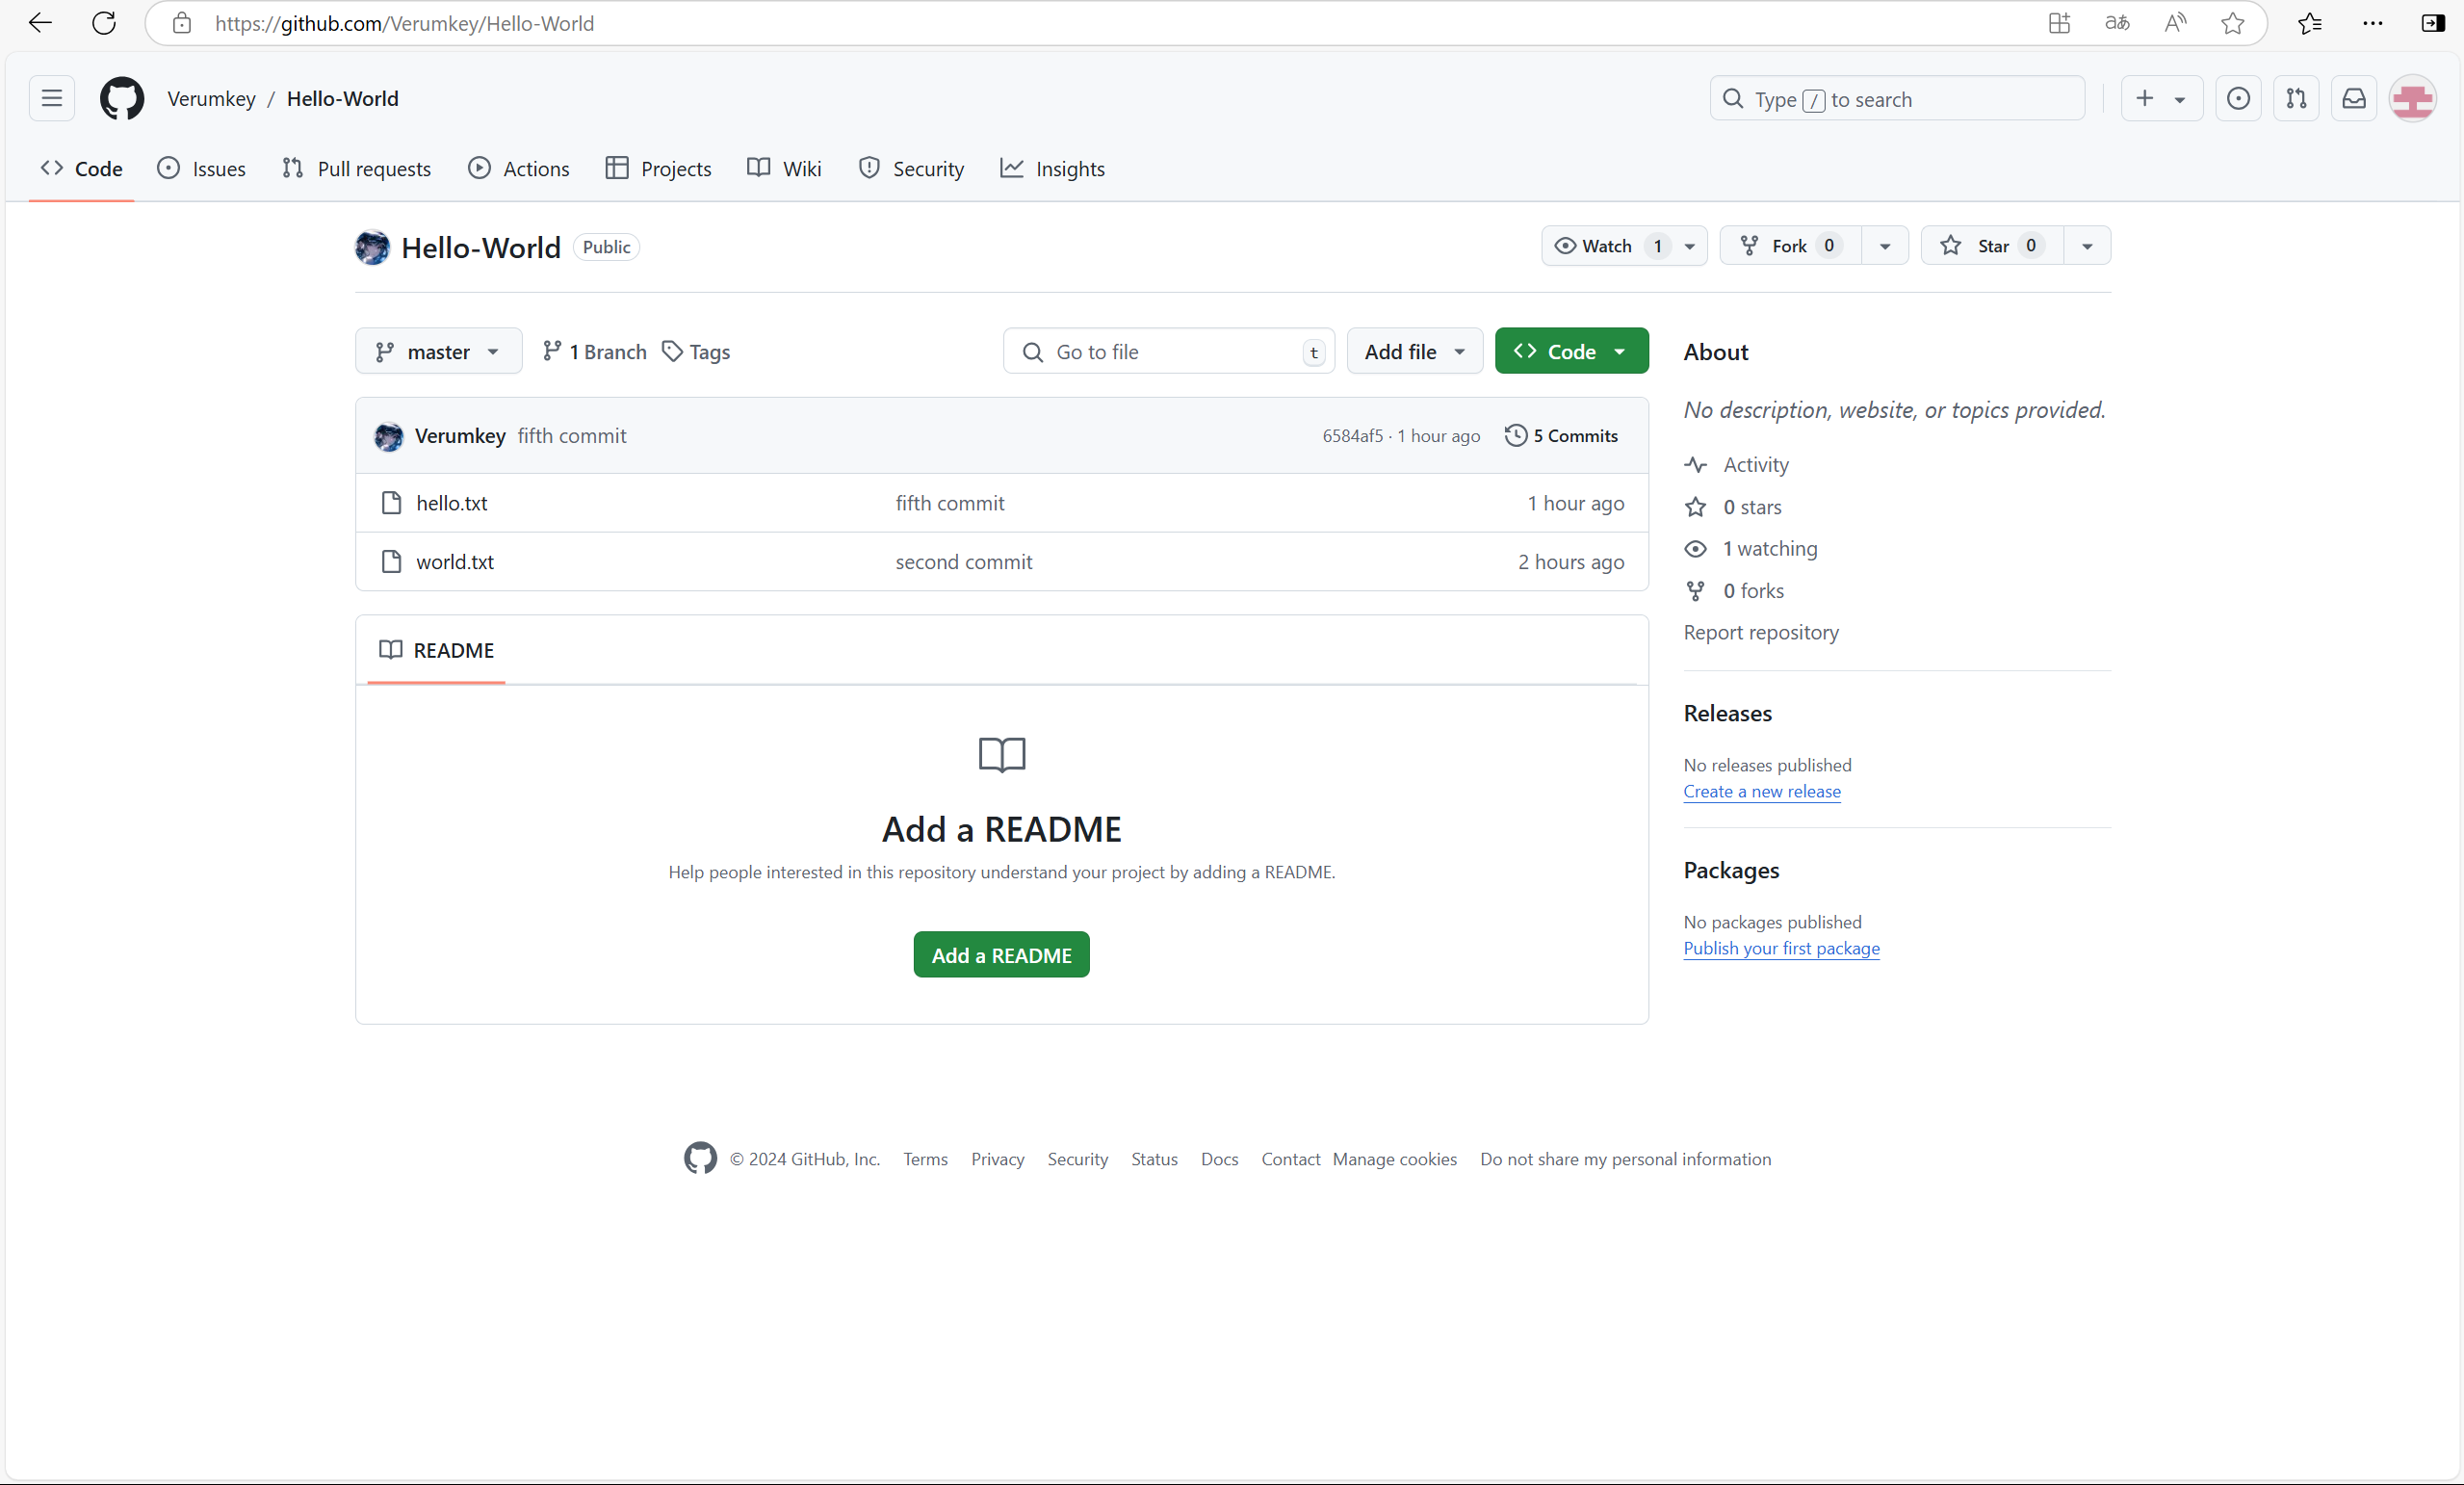 https://github.com/Verumkey/Hello-World
aあ A
Verumkey / Hello-World
Type / to search
Code Issues Pull requests Actions Projects Wiki Security Insights
Hello-World Public
Watch 1 Fork 0 Star 0
master 1 Branch Tags Go to file t Add file Code
Verumkey fifth commit 6584af5 · 1 hour ago 5 Commits
hello.txt fifth commit 1 hour ago
world.txt second commit 2 hours ago
README
Add a README
Help people interested in this repository understand your project by adding a README.
Add a README
About
No description, website, or topics provided.
Activity
0 stars
1 watching
0 forks
Report repository
Releases
No releases published
Create a new release
Packages
No packages published
Publish your first package
© 2024 GitHub, Inc. Terms Privacy Security Status Docs Contact Manage cookies Do not share my personal information